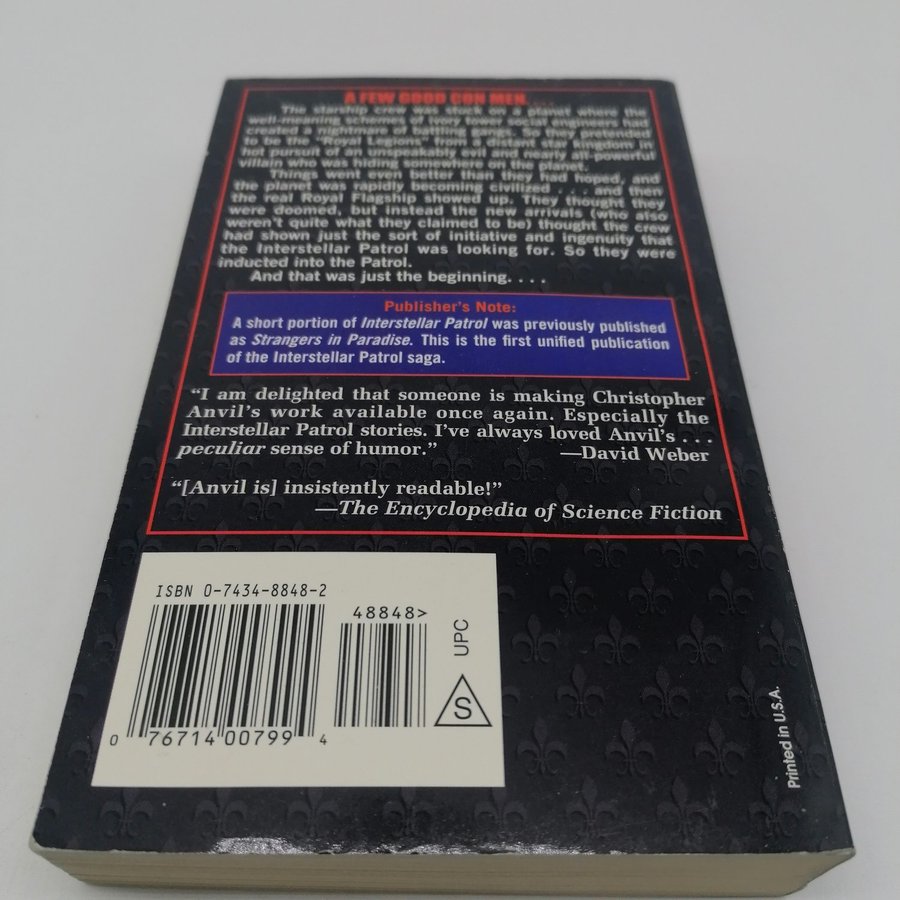 A FEW GOOD CON MEN. . .
The starship crew was stuck on a planet where the
well-meaning schemes of ivory tower social engineers had
created a nightmare of battling gangs. So they pretended
to be the "Royal Legions" from a distant star kingdom in
hot pursuit of an unspeakably evil and nearly all-powerful
villain who was hiding somewhere on the planet.
Things went even better than they had hoped, and
the planet was rapidly becoming civilized . . . and then
the real Royal Flagship showed up. They thought they
were doomed, but instead the new arrivals (who also
weren't quite what they claimed to be) thought the crew
had shown just the sort of initiative and ingenuity that
the Interstellar Patrol was looking for. So they were
inducted into the Patrol.
And that was just the beginning. . . .
Publisher's Note:
A short portion of Interstellar Patrol was previously published
as Strangers in Paradise. This is the first unified publication
of the Interstellar Patrol saga.
"I am delighted that someone is making Christopher
Anvil's work available once again. Especially the
Interstellar Patrol stories. I've always loved Anvil's . . .
peculiar sense of humor." —David Weber
"[Anvil is] insistently readable!"
—The Encyclopedia of Science Fiction
ISBN 0-7434-8848-2
48848>
UPC
S
0 76714 00799 4
Printed in U.S.A.